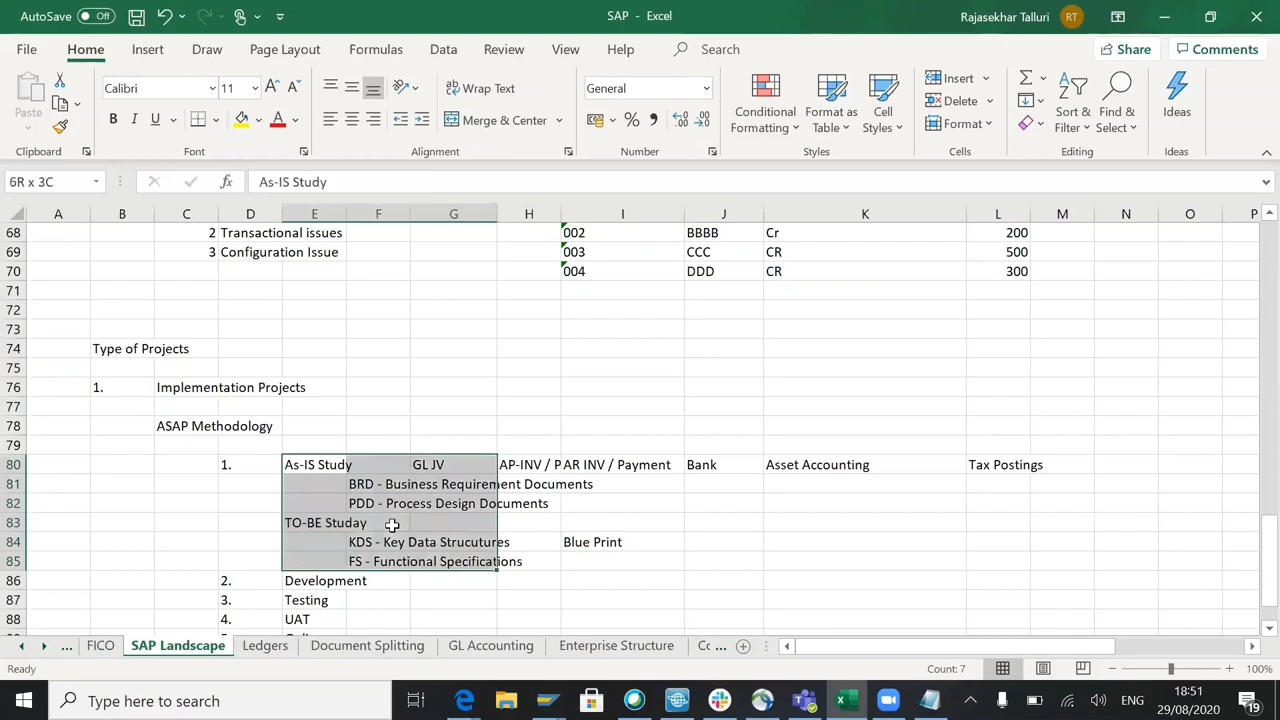 AutoSave Off SAP - Excel Rajasekhar Talluri RT
File Home Insert Draw Page Layout Formulas Data Review View Help Search Share Comments
Paste Calibri 11 Wrap Text General Conditional Formatting Format as Table Cell Styles Insert Sort & Filter Find & Select Ideas
B I U A Merge & Center % Delete Format
Clipboard Font Alignment Number Styles Cells Editing Ideas
6R x 3C fx As-IS Study
A B C D E F G H I J K L M N O P
68 2 Transactional issues 002 BBBB Cr 200
69 3 Configuration Issue 003 CCC CR 500
70 004 DDD CR 300
71
72
73
74 Type of Projects
75
76 1. Implementation Projects
77
78 ASAP Methodology
79
80 1. As-IS Study GL JV AP-INV / P AR INV / Payment Bank Asset Accounting Tax Postings
81 BRD - Business Requirement Documents
82 PDD - Process Design Documents
83 TO-BE Studay
84 KDS - Key Data Strucutures Blue Print
85 FS - Functional Specifications
86 2. Development
87 3. Testing
88 4. UAT
... FICO SAP Landscape Ledgers Document Splitting GL Accounting Enterprise Structure Cc ...
Ready Count: 7 100%
Type here to search ENG 18:51
29/08/2020 19